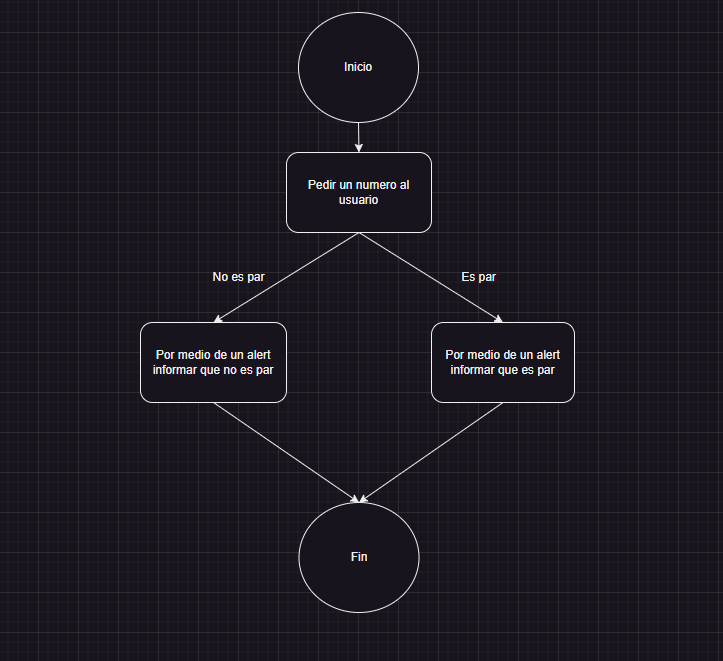 Inicio
Pedir un numero al
usuario
No es par
Es par
Por medio de un alert
informar que no es par
Por medio de un alert
informar que es par
Fin